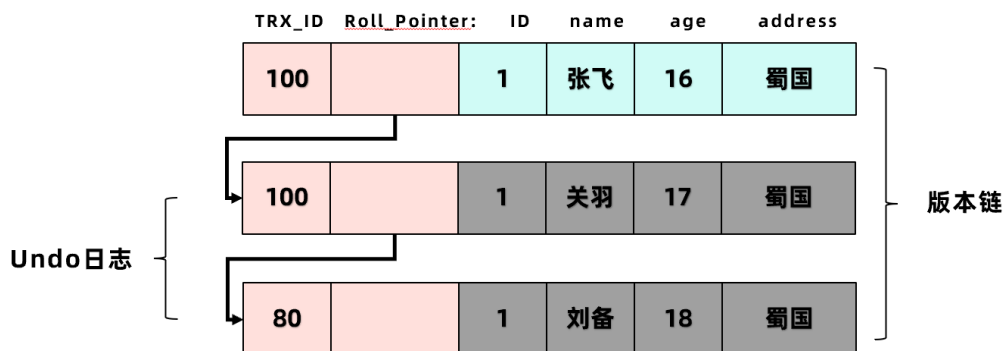 TRX_ID Roll_Pointer: ID name age address
100 1 张飞 16 蜀国
100 1 关羽 17 蜀国
版本链
Undo日志
80 1 刘备 18 蜀国